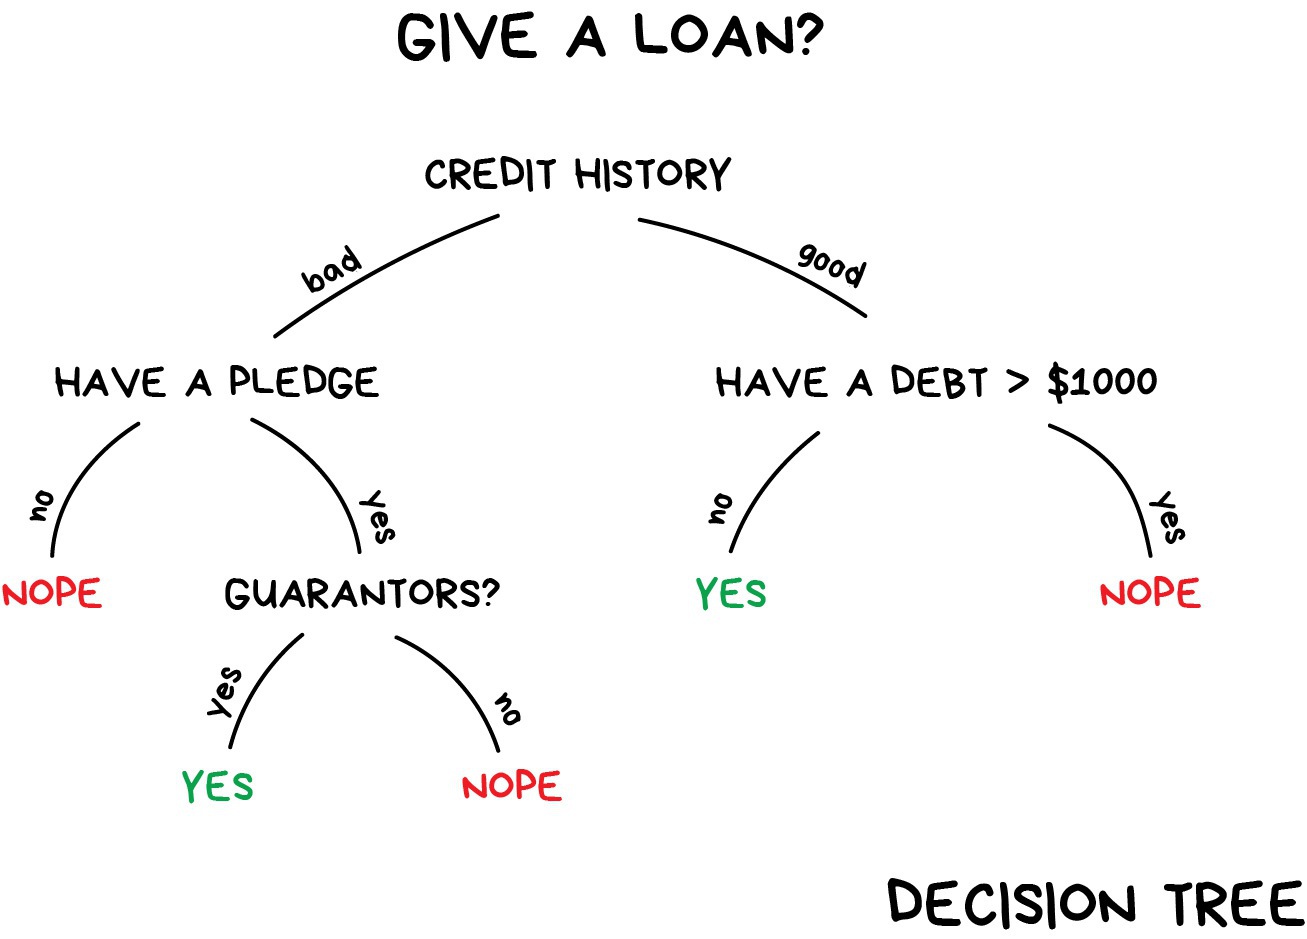 GIVE A LOAN?
CREDIT HISTORY
bad
good
HAVE A PLEDGE
HAVE A DEBT > $1000
no
yes
no
yes
NOPE
GUARANTORS?
YES
NOPE
yes
no
YES
NOPE
DECISION TREE